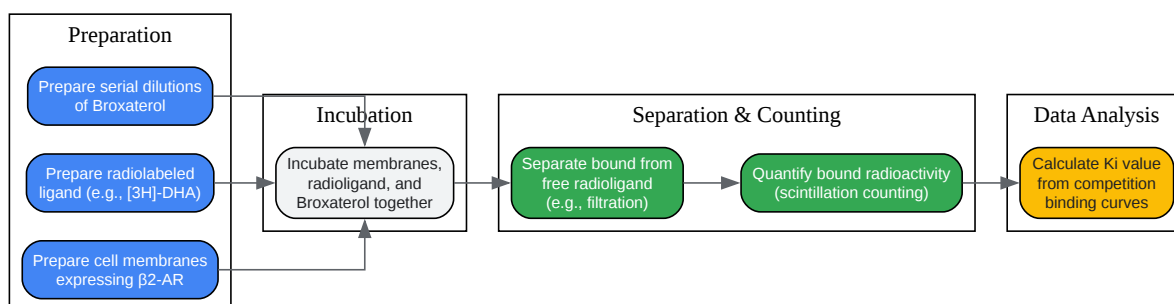 Preparation
Prepare serial dilutions
of Broxaterol
Prepare radiolabeled
ligand (e.g., [3H]-DHA)
Prepare cell membranes
expressing β2-AR
Incubation
Incubate membranes,
radioligand, and
Broxaterol together
Separation & Counting
Separate bound from
free radioligand
(e.g., filtration)
Quantify bound radioactivity
(scintillation counting)
Data Analysis
Calculate Ki value
from competition
binding curves